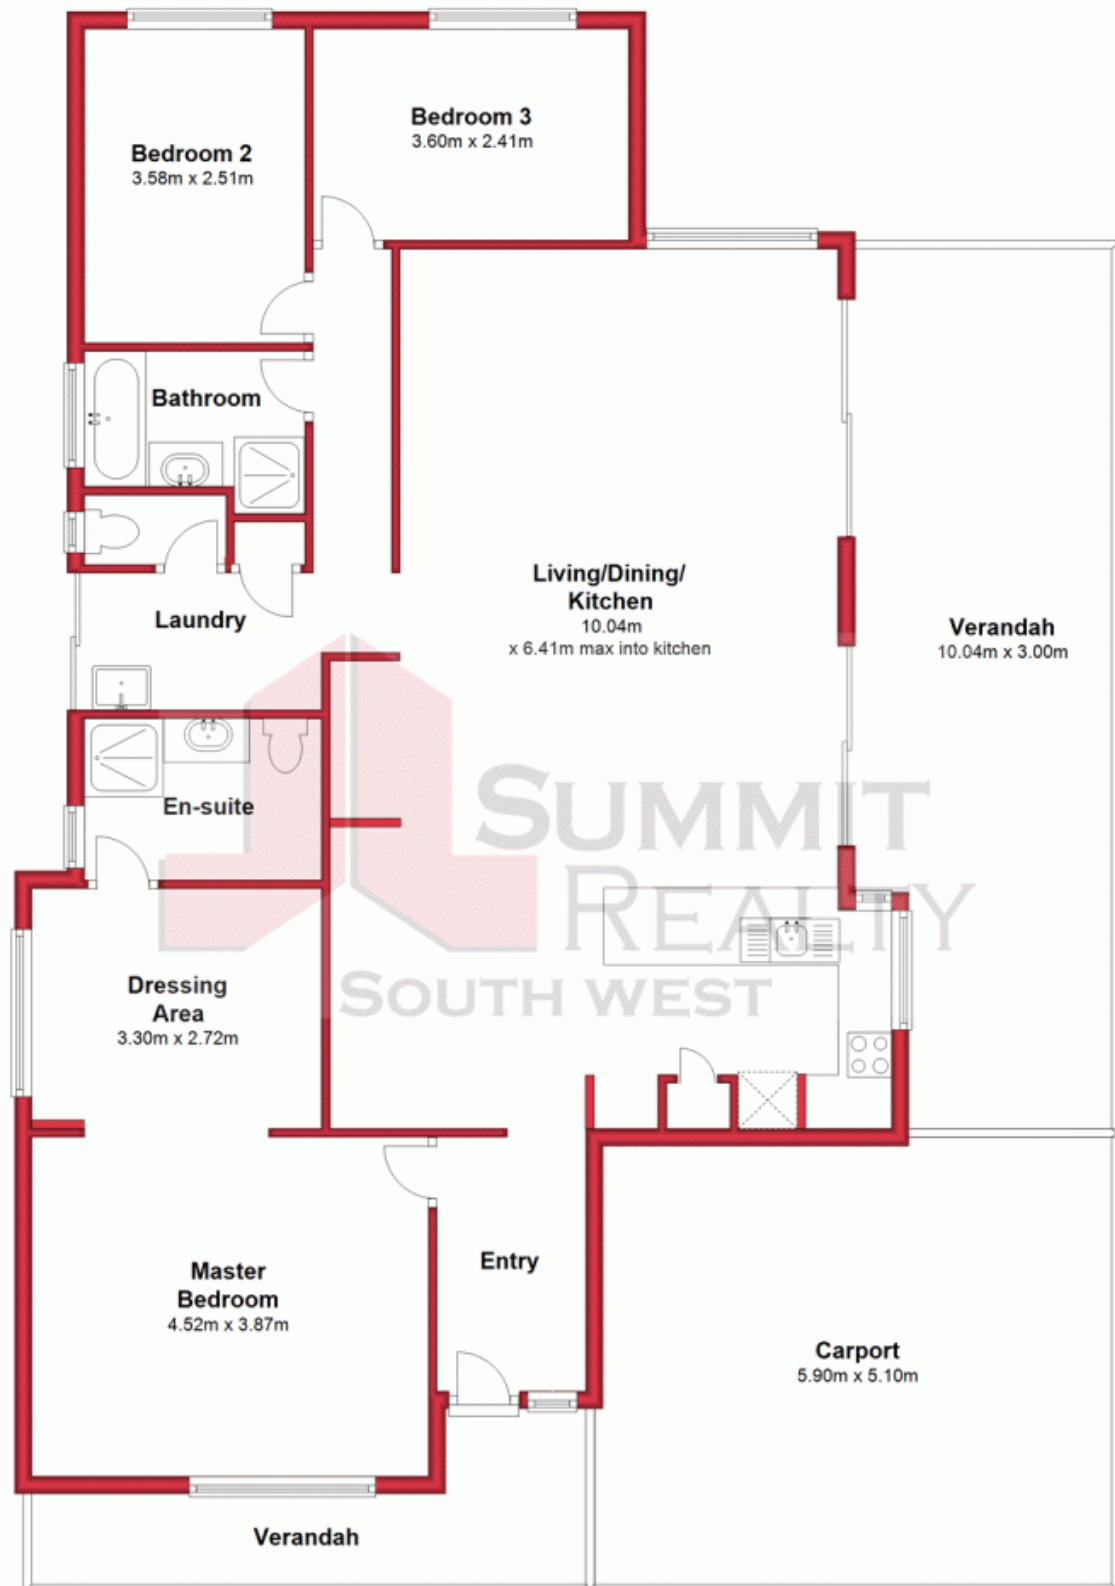 Bedroom 3
3.60m x 2.41m
Bedroom 2
3.58m x 2.51m
Bathroom
Living/Dining/
Kitchen
10.04m
x 6.41m max into kitchen
Laundry
Verandah
10.04m x 3.00m
SUMMIT
REALTY
SOUTH WEST
En-suite
Dressing
Area
3.30m x 2.72m
Entry
Master
Bedroom
4.52m x 3.87m
Carport
5.90m x 5.10m
Verandah